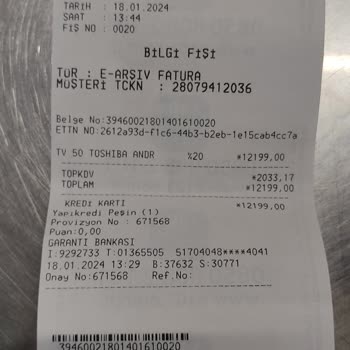 TARİH : 18.01.2024
SAAT : 13:44
FİŞ NO : 0020
BİLGİ FİŞİ
TÜR : E-ARŞİV FATURA
MÜŞTERİ TCKN : 28079412036
Belge No:39460021801401610020
ETTN NO:2612a93d-f1c6-44b3-b2eb-1e15cab4cc7a
TV 50 TOSHIBA ANDR %20 *12199,00
TOPKDV *2033,17
TOPLAM *12199,00
KREDİ KARTI *12199,00
Yapikredi Peşin (1)
Provizyon No : 671568
Puan:0,00
GARANTI BANKASI
I:9292733 T:01365505 51704048****4041
18.01.2024 13:29 B:37632 S:30771
Onay No:671568 Ref.No:
39460021801401610020